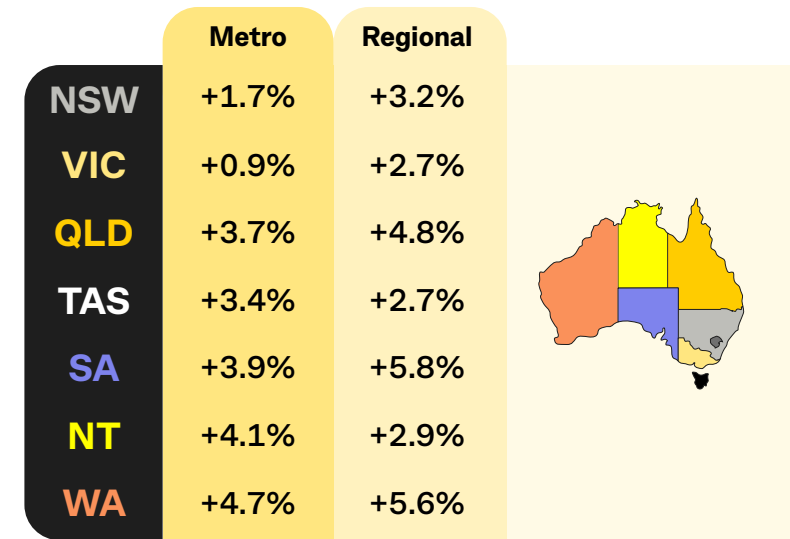 Metro Regional
NSW +1.7% +3.2%
VIC +0.9% +2.7%
QLD +3.7% +4.8%
TAS +3.4% +2.7%
SA +3.9% +5.8%
NT +4.1% +2.9%
WA +4.7% +5.6%